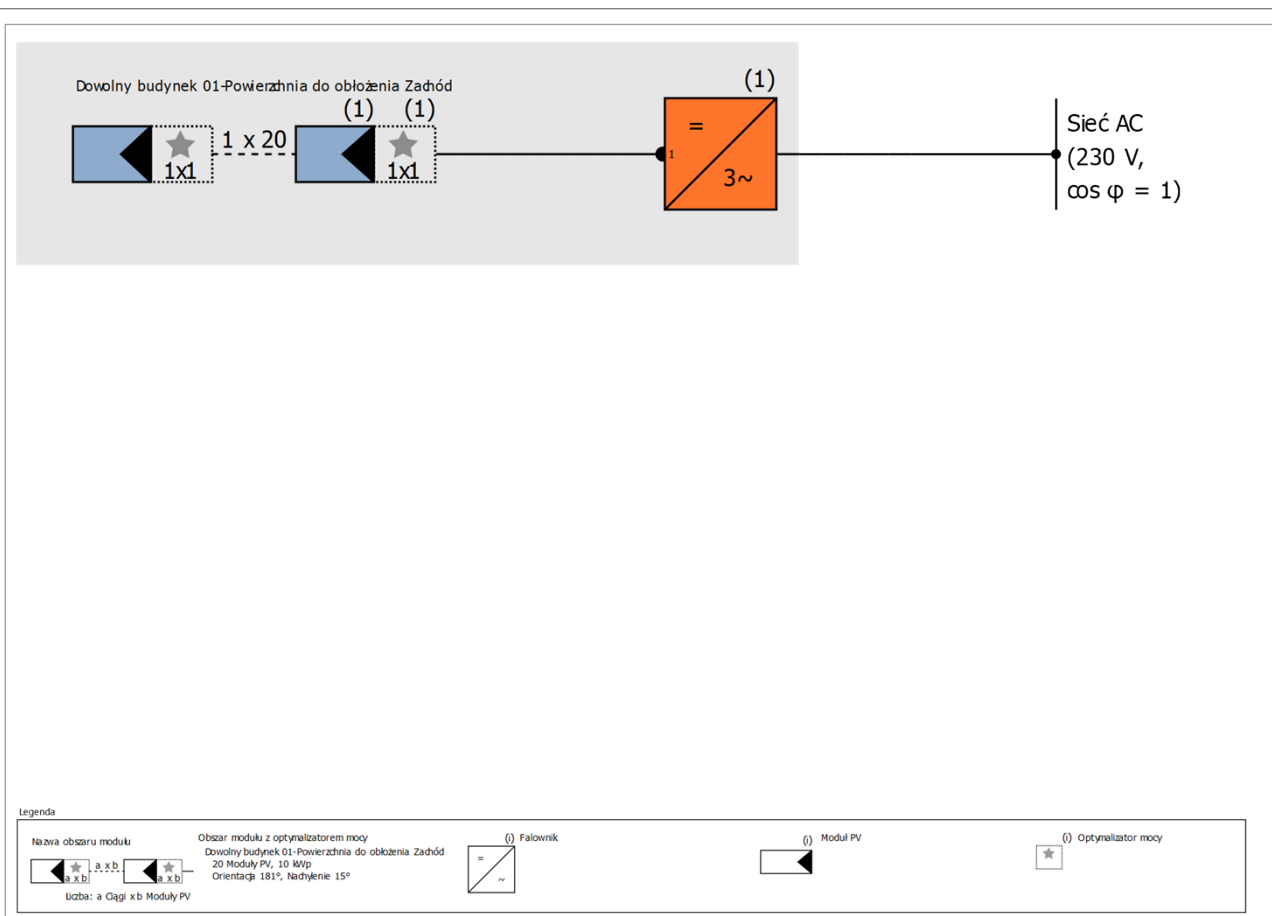 Dowolny budynek 01-Powierzchnia do obłożenia Zachód
(1) (1) (1)
1 x 20
1x1 1x1
=
1
3~
Sieć AC
(230 V,
cos φ = 1)
Legenda
Nazwa obszaru modułu
a x b
a x b a x b
Liczba: a Ciągi x b Moduły PV
Obszar modułu z optymalizatorem mocy
Dowolny budynek 01-Powierzchnia do obłożenia Zachód
20 Moduły PV, 10 kWp
Orientacja 181°, Nachylenie 15°
(i) Falownik
=
~
(i) Moduł PV
(i) Optymalizator mocy